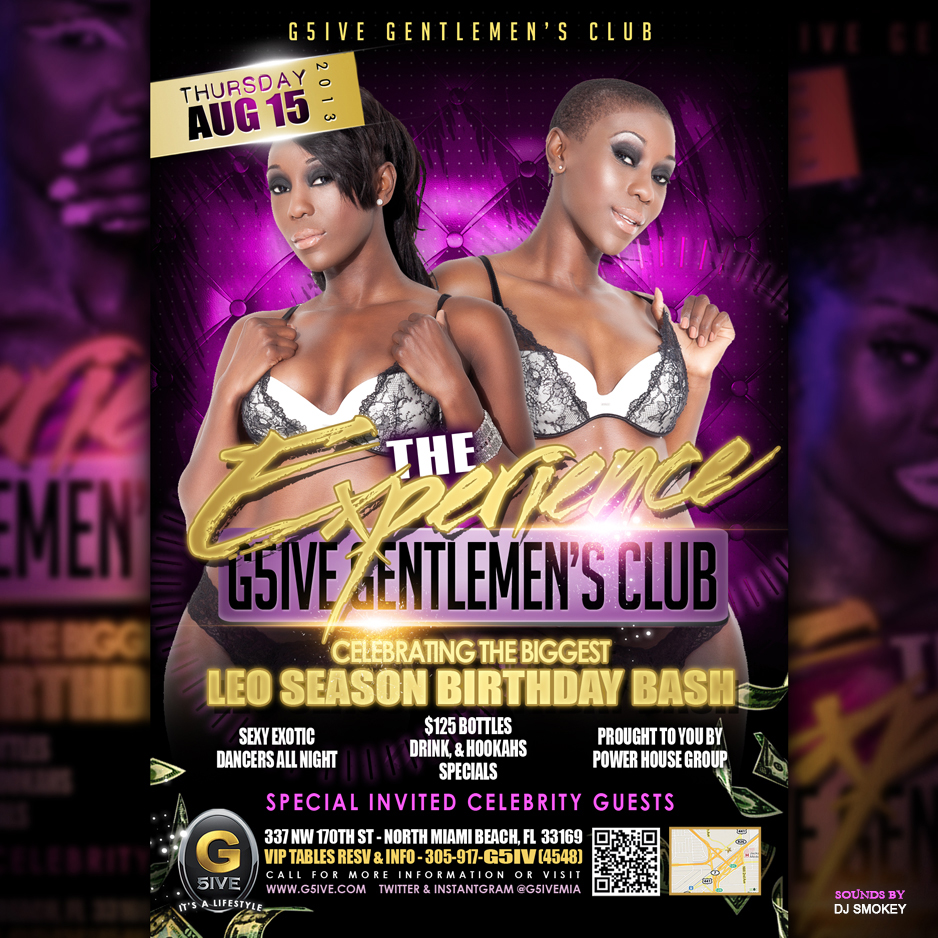 G5IVE GENTLEMEN'S CLUB
THURSDAY
AUG 15
2013
THE
Experience
G5IVE GENTLEMEN'S CLUB
CELEBRATING THE BIGGEST
LEO SEASON BIRTHDAY BASH
SEXY EXOTIC
DANCERS ALL NIGHT
$125 BOTTLES
DRINK, & HOOKAHS
SPECIALS
PROUGHT TO YOU BY
POWER HOUSE GROUP
SPECIAL INVITED CELEBRITY GUESTS
G
5IVE
IT'S A LIFESTYLE
337 NW 170TH ST - NORTH MIAMI BEACH, FL 33169
VIP TABLES RESV & INFO - 305-917-G5IV (4548)
CALL FOR MORE INFORMATION OR VISIT
WWW.G5IVE.COM TWITTER & INSTANTGRAM @G5IVEMIA
SOUNDS BY
DJ SMOKEY